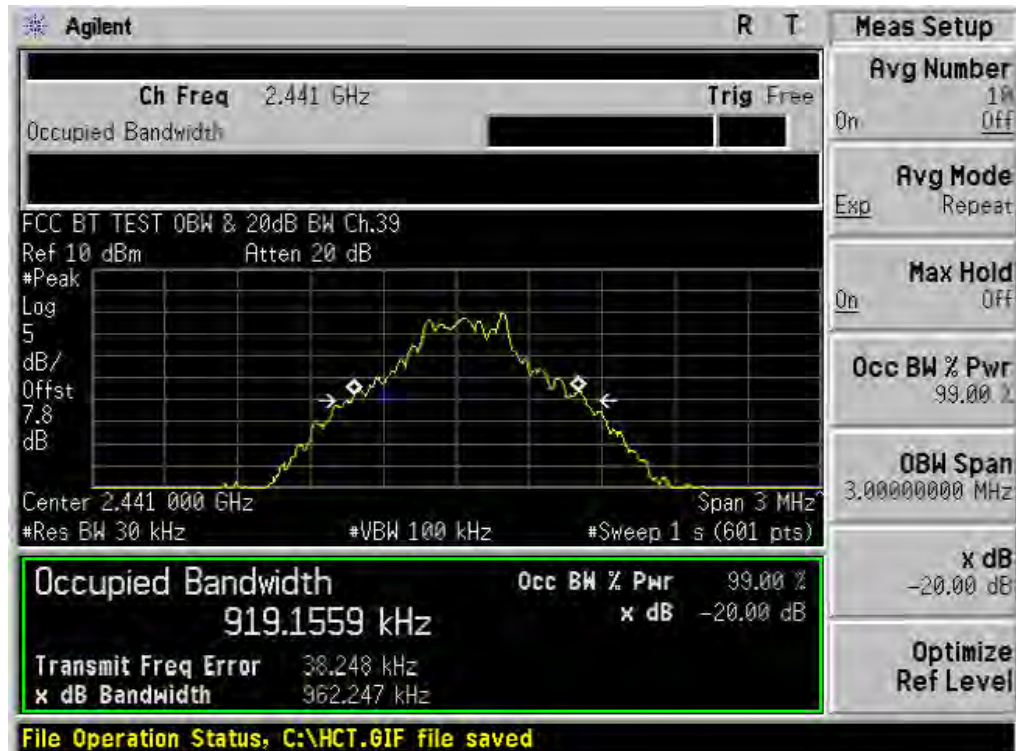 Agilent R T
Ch Freq 2.441 GHz Trig Free
Occupied Bandwidth
FCC BT TEST OBW & 20dB BW Ch.39
Ref 10 dBm Atten 20 dB
#Peak
Log
5
dB/
Offst
7.8
dB
Center 2.441 000 GHz Span 3 MHz^
#Res BW 30 kHz #VBW 100 kHz #Sweep 1 s (601 pts)
Occupied Bandwidth
919.1559 kHz
Occ BW % Pwr 99.00 %
x dB -20.00 dB
Transmit Freq Error 38.248 kHz
x dB Bandwidth 962.247 kHz
File Operation Status, C:\HCT.GIF file saved
Meas Setup
Avg Number
10
On Off
Avg Mode
Exp Repeat
Max Hold
On Off
Occ BW % Pwr
99.00 %
OBW Span
3.00000000 MHz
x dB
-20.00 dB
Optimize
Ref Level